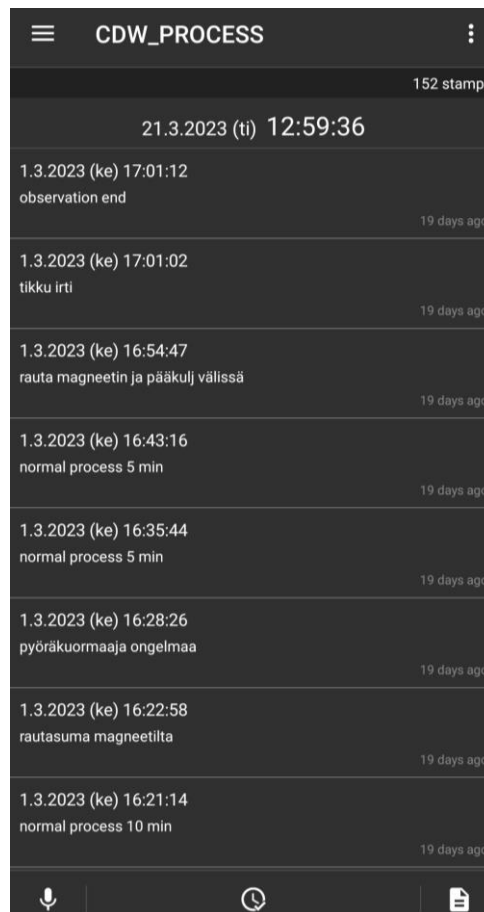 CDW_PROCESS
152 stamp
21.3.2023 (ti) 12:59:36
1.3.2023 (ke) 17:01:12
observation end
19 days ago
1.3.2023 (ke) 17:01:02
tikku irti
19 days ago
1.3.2023 (ke) 16:54:47
rauta magneetin ja pääkulj välissä
19 days ago
1.3.2023 (ke) 16:43:16
normal process 5 min
19 days ago
1.3.2023 (ke) 16:35:44
normal process 5 min
19 days ago
1.3.2023 (ke) 16:28:26
pyöräkuormaaja ongelmaa
19 days ago
1.3.2023 (ke) 16:22:58
rautasuma magneetilta
19 days ago
1.3.2023 (ke) 16:21:14
normal process 10 min
19 days ago